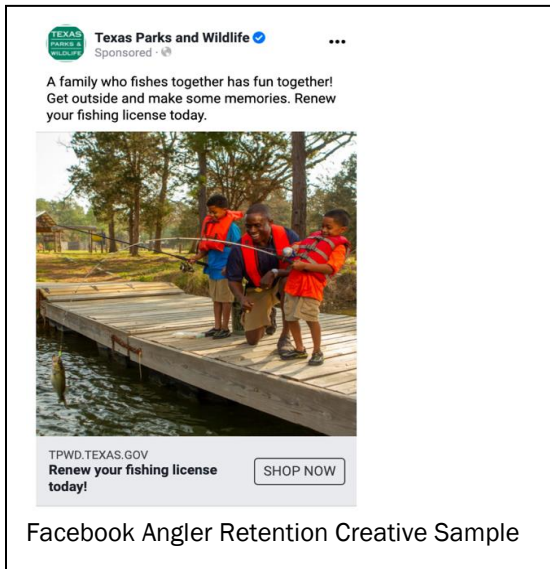 TEXAS
PARKS &
WILDLIFE
Texas Parks and Wildlife
Sponsored ·
A family who fishes together has fun together!
Get outside and make some memories. Renew
your fishing license today.
TPWD.TEXAS.GOV
Renew your fishing license
today!
SHOP NOW
Facebook Angler Retention Creative Sample